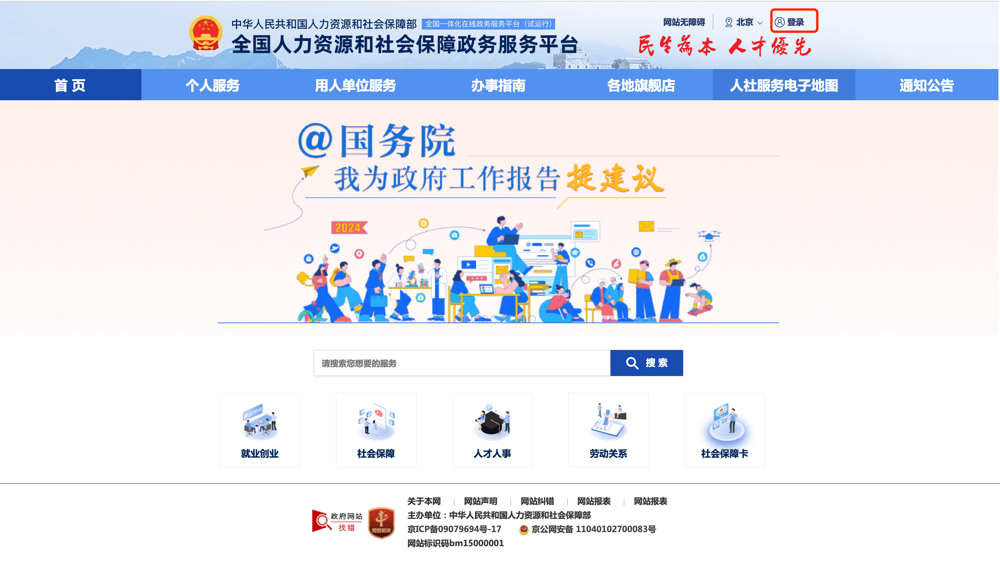 中华人民共和国人力资源和社会保障部 全国一体化在线政务服务平台（试运行）
全国人力资源和社会保障政务服务平台
网站无障碍 北京 登录
民生為本 人才優先
首 页 个人服务 用人单位服务 办事指南 各地旗舰店 人社服务电子地图 通知公告
@国务院
我为政府工作报告提建议
2024
请搜索您想要的服务 搜 索
就业创业
就业创业 社会保障 人才人事 劳动关系 社会保障卡
关于本网 网站声明 网站纠错 网站报表 网站报表
主办单位：中华人民共和国人力资源和社会保障部
京ICP备09079694号-17 京公网安备 11040102700083号
网站标识码bm15000001
政府网站
找错
党政机关